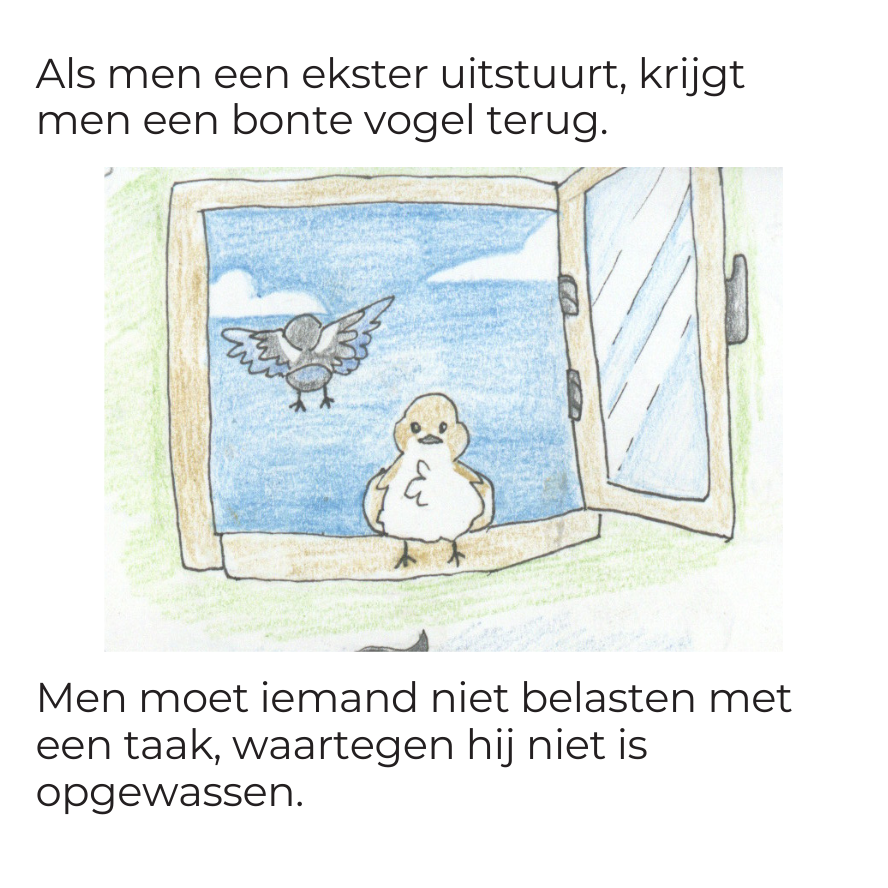 Als men een ekster uitstuurt, krijgt
men een bonte vogel terug.
Men moet iemand niet belasten met
een taak, waartegen hij niet is
opgewassen.